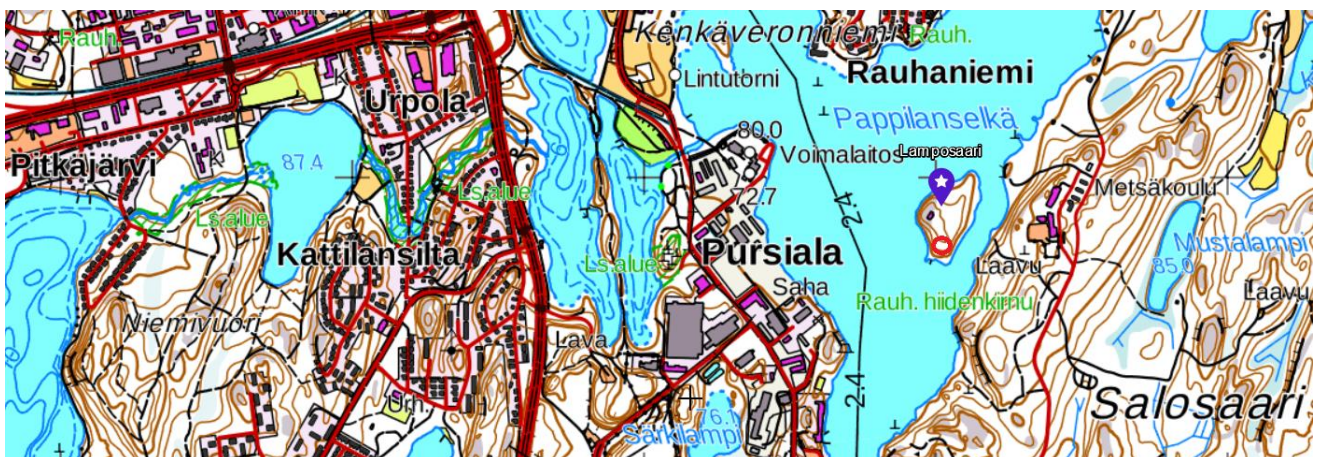 Rauh.
Kenkäveronniemi
Rauh.
Lintutorni
Rauhaniemi
Urpola
Pappilanselkä
80.0
Voimalaitos
Lamposaari
Pitkäjärvi
87.4
Ls.alue
Metsäkoulu
72.7
2.4
Ls.alue
Kattilansilta
Pursiala
Ls.alue
Mustalampi
85.0
Laavu
Saha
Laavu
Rauh. hiidenkirnu
Niemivuori
Lava
2.4
Salosaari
Urh.
76.1
Särkilampi